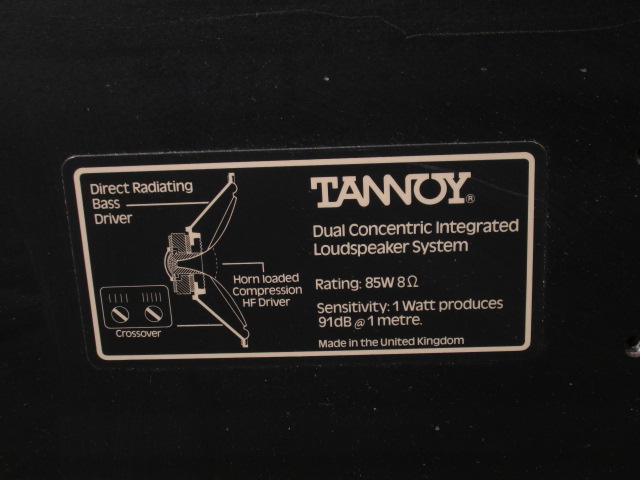 Direct Radiating
Bass
Driver
Horn loaded
Compression
HF Driver
Crossover
TANNOY®
Dual Concentric Integrated
Loudspeaker System
Rating: 85W 8Ω
Sensitivity: 1 Watt produces
91dB @ 1 metre.
Made in the United Kingdom